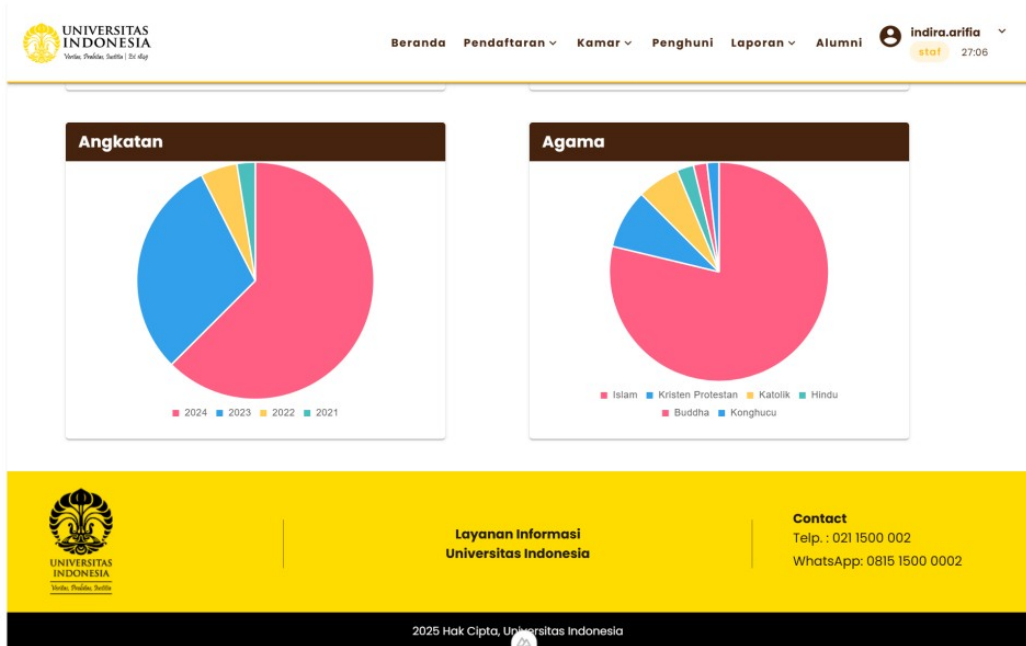 UNIVERSITAS
INDONESIA
Veritas, Probitas, Iustitia | Est 1849
Beranda Pendaftaran Kamar Penghuni Laporan Alumni
indira.arifia
staf 27:06
Angkatan
2024 2023 2022 2021
Agama
Islam Kristen Protestan Katolik Hindu
Buddha Konghucu
UNIVERSITAS
INDONESIA
Veritas, Probitas, Iustitia
Layanan Informasi
Universitas Indonesia
Contact
Telp. : 021 1500 002
WhatsApp: 0815 1500 0002
2025 Hak Cipta, Universitas Indonesia